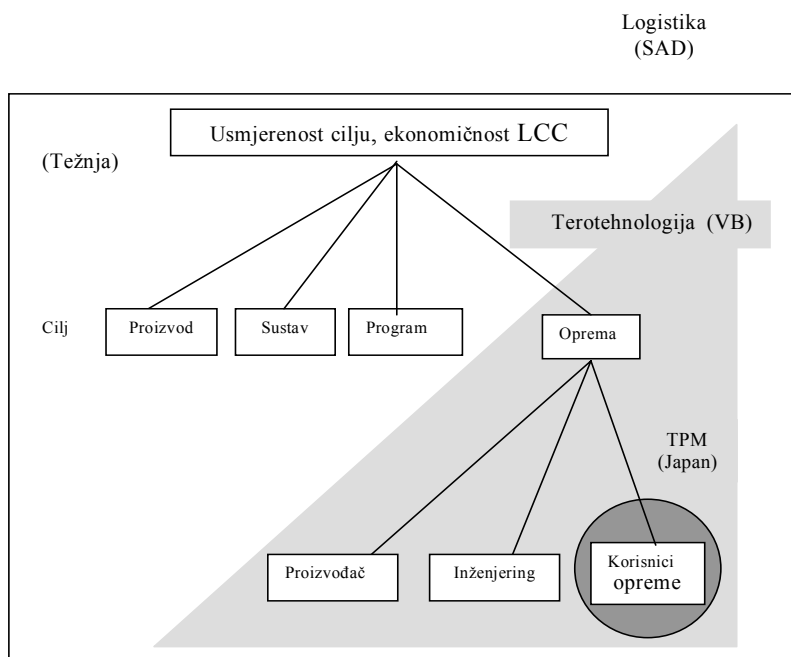 Logistika
(SAD)
Usmjerenost cilju, ekonomičnost LCC
(Težnja)
Terotehnologija (VB)
Cilj
Proizvod
Sustav
Program
Oprema
TPM
(Japan)
Proizvođač
Inženjering
Korisnici
opreme